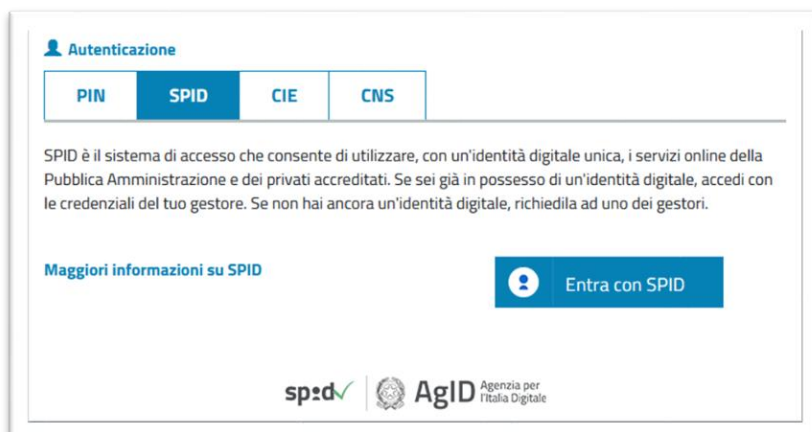 Autenticazione
PIN SPID CIE CNS
SPID è il sistema di accesso che consente di utilizzare, con un'identità digitale unica, i servizi online della
Pubblica Amministrazione e dei privati accreditati. Se sei già in possesso di un'identità digitale, accedi con
le credenziali del tuo gestore. Se non hai ancora un'identità digitale, richiedila ad uno dei gestori.
Maggiori informazioni su SPID
Entra con SPID
spid AgID Agenzia per
l'Italia Digitale